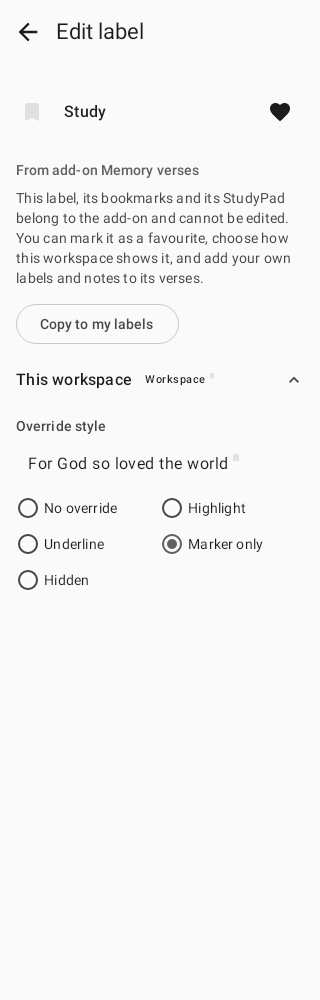 Edit label
Study
From add-on Memory verses
This label, its bookmarks and its StudyPad
belong to the add-on and cannot be edited.
You can mark it as a favourite, choose how
this workspace shows it, and add your own
labels and notes to its verses.
Copy to my labels
This workspace Workspace
Override style
For God so loved the world
No override Highlight
Underline Marker only
Hidden